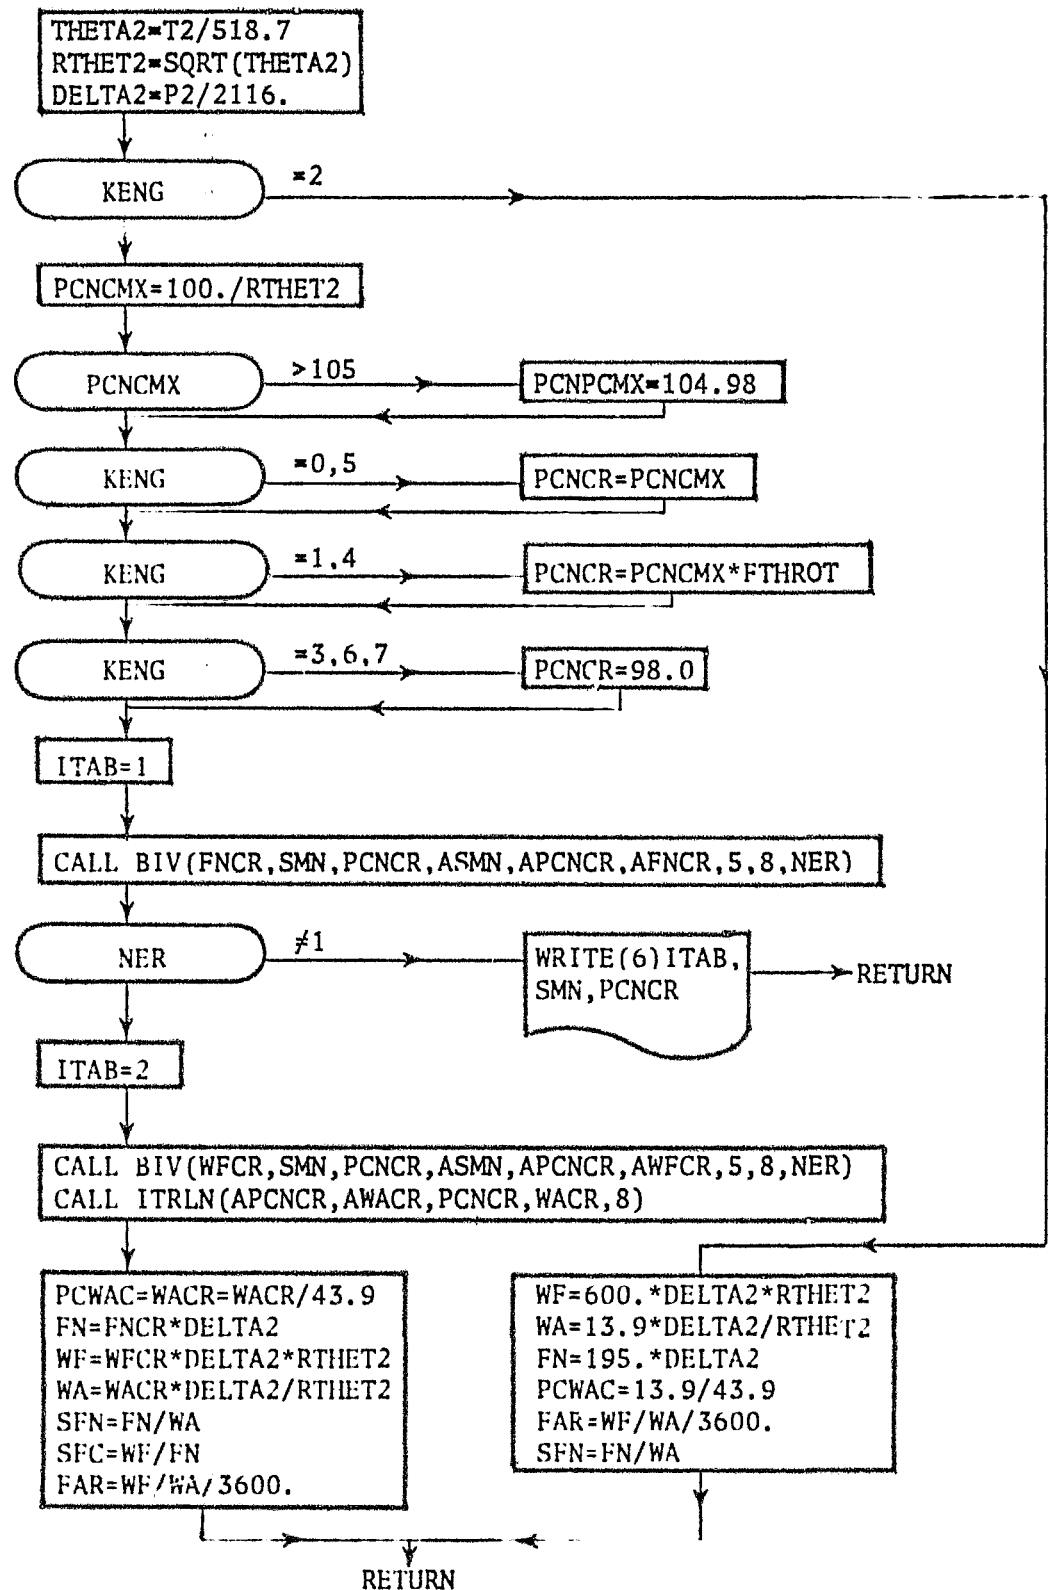 THETA2=T2/518.7
RTHET2=SQRT(THETA2)
DELTA2=P2/2116.
KENG
=2
PCNCMX=100./RTHET2
PCNCMX
>105
PCNPCMX=104.98
KENG
=0,5
PCNCR=PCNCMX
KENG
=1,4
PCNCR=PCNCMX*FTHROT
KENG
=3,6,7
PCNCR=98.0
ITAB=1
CALL BIV(FNCR,SMN,PCNCR,ASMN,APCNCR,AFNCR,5,8,NER)
NER
≠1
WRITE(6)ITAB,
SMN,PCNCR
RETURN
ITAB=2
CALL BIV(WFCR,SMN,PCNCR,ASMN,APCNCR,AWFCR,5,8,NER)
CALL ITRLN(APCNCR,AWACR,PCNCR,WACR,8)
PCWAC=WACR=WACR/43.9
FN=FNCR*DELTA2
WF=WFCR*DELTA2*RTHET2
WA=WACR*DELTA2/RTHET2
SFN=FN/WA
SFC=WF/FN
FAR=WF/WA/3600.
WF=600.*DELTA2*RTHET2
WA=13.9*DELTA2/RTHET2
FN=195.*DELTA2
PCWAC=13.9/43.9
FAR=WF/WA/3600.
SFN=FN/WA
RETURN